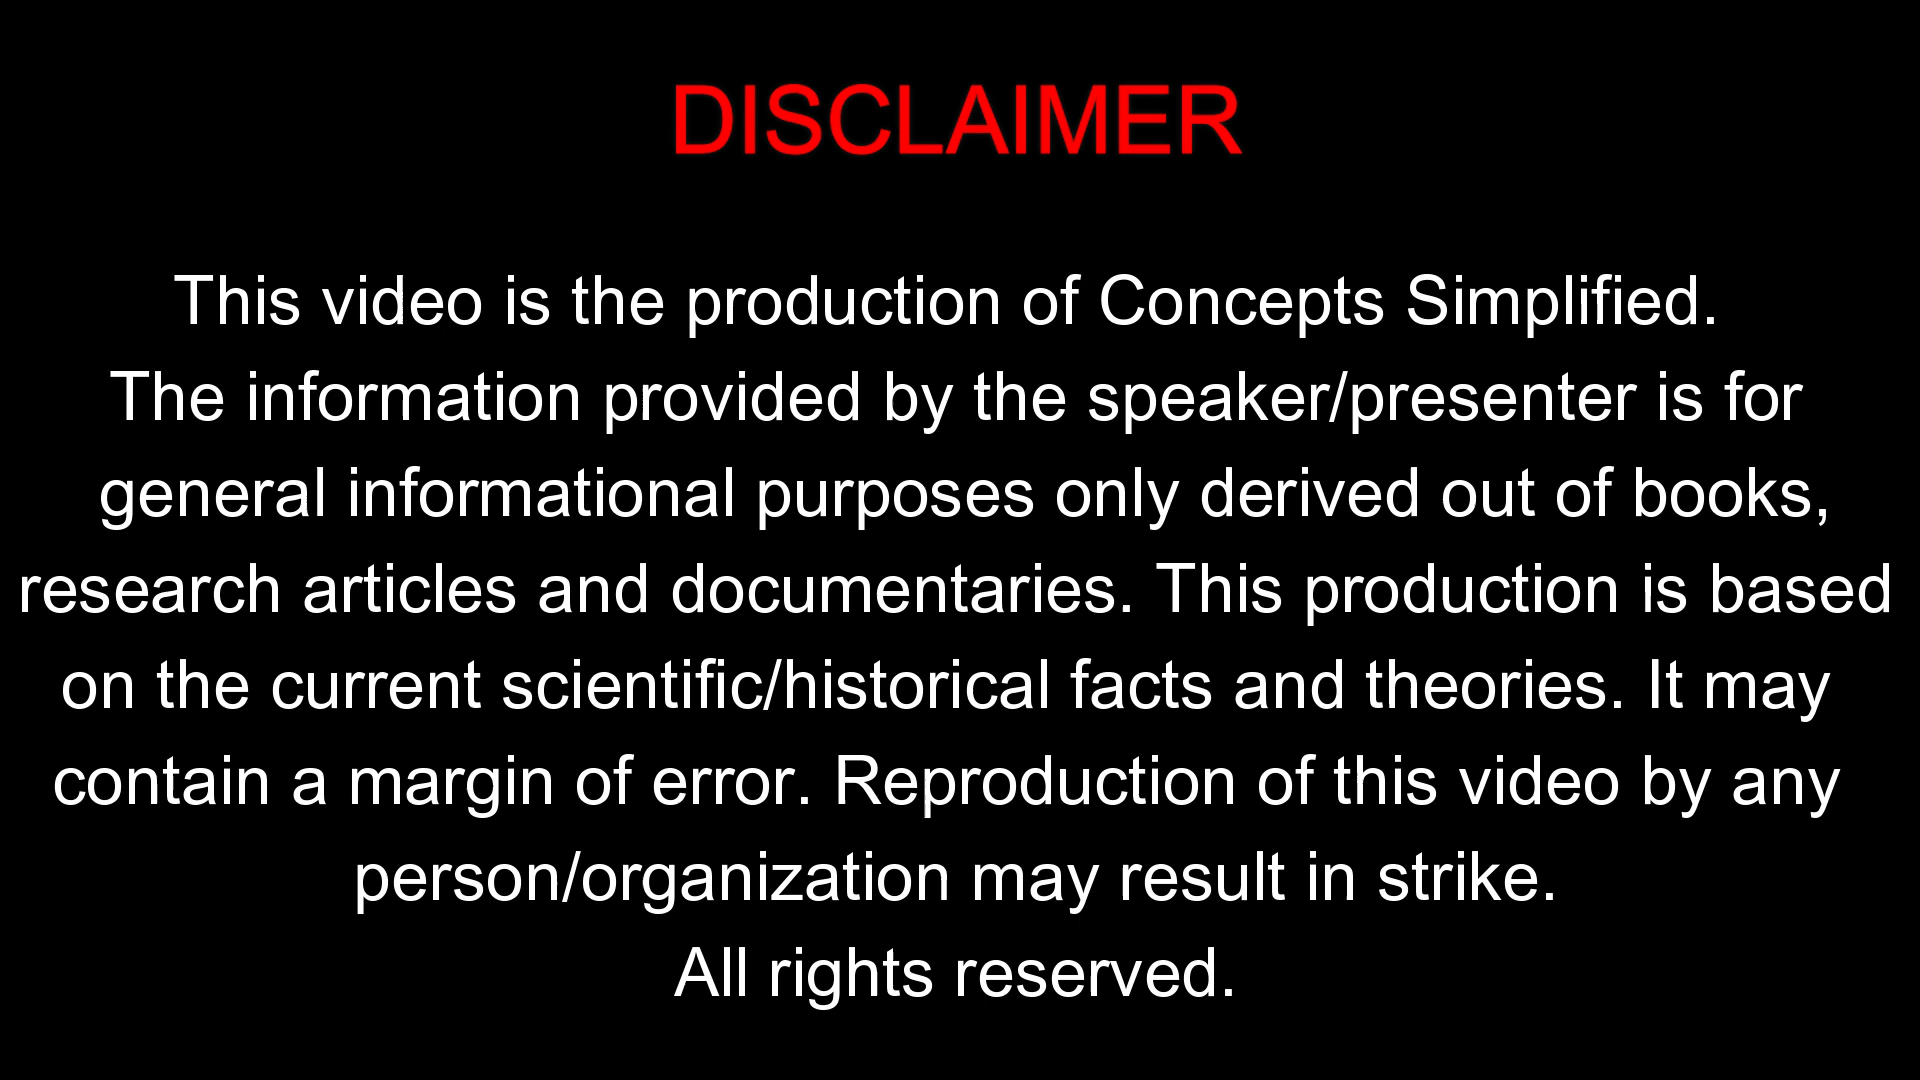 DISCLAIMER
This video is the production of Concepts Simplified.
The information provided by the speaker/presenter is for
general informational purposes only derived out of books,
research articles and documentaries. This production is based
on the current scientific/historical facts and theories. It may
contain a margin of error. Reproduction of this video by any
person/organization may result in strike.
All rights reserved.